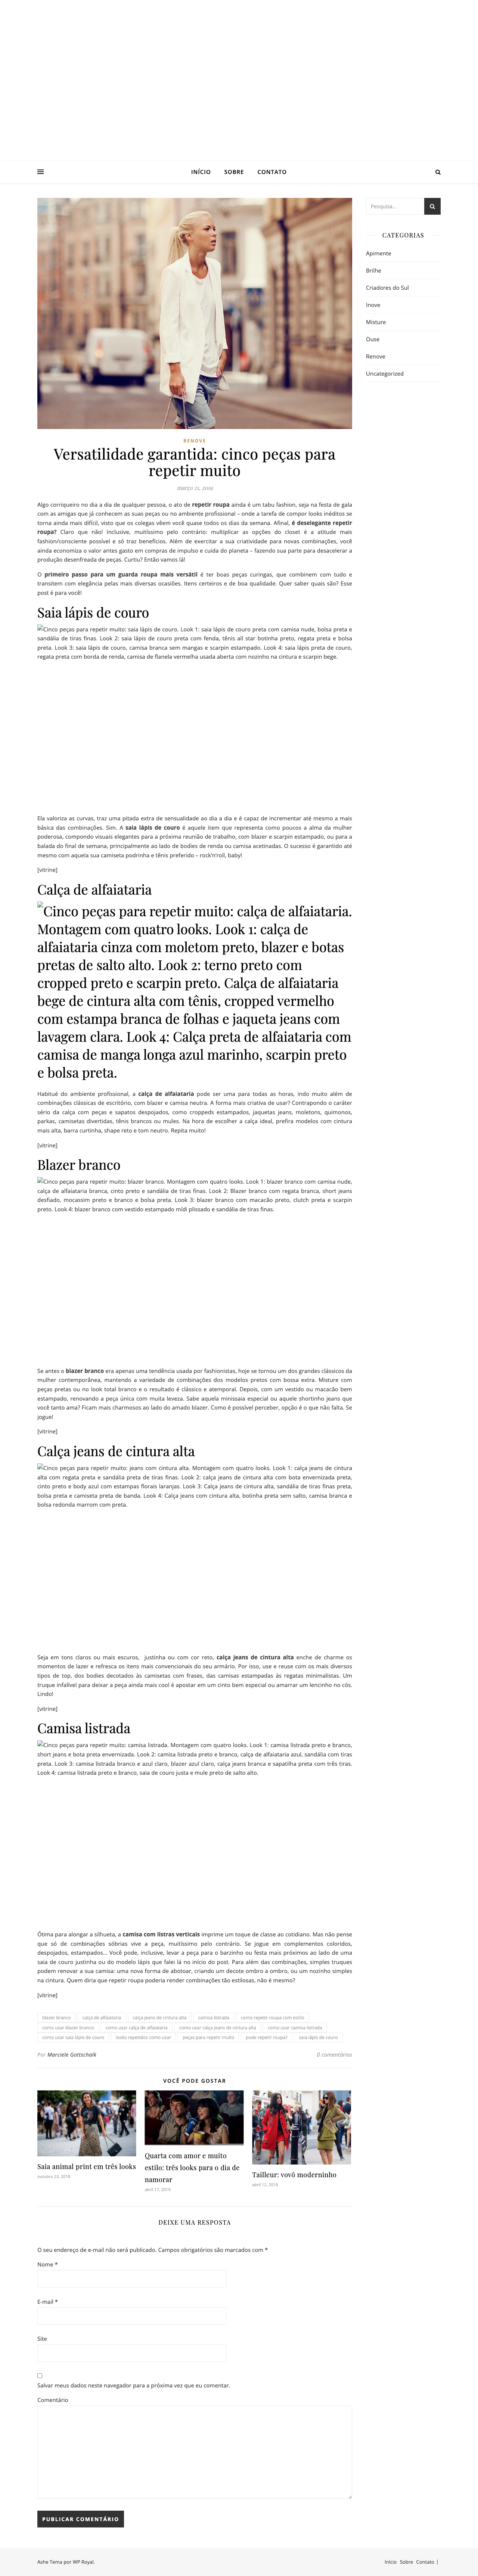 INÍCIO SOBRE CONTATO
Pesquisa...
CATEGORIAS
Apimente
Brilhe
Criadores do Sul
Inove
Misture
Ouse
Renove
Uncategorized
RENOVE
Versatilidade garantida: cinco peças para
repetir muito
março 21, 2019
Algo corriqueiro no dia a dia de qualquer pessoa, o ato de repetir roupa ainda é um tabu fashion, seja na festa de gala
com as amigas que já conhecem as suas peças ou no ambiente profissional – onde a tarefa de compor looks inéditos se
torna ainda mais difícil, visto que os colegas vêem você quase todos os dias da semana. Afinal, é deselegante repetir
roupa? Claro que não! Inclusive, muitíssimo pelo contrário: multiplicar as opções do closet é a atitude mais
fashion/consciente possível e só traz benefícios. Além de exercitar a sua criatividade para novas combinações, você
ainda economiza o valor antes gasto em compras de impulso e cuida do planeta – fazendo sua parte para desacelerar a
produção desenfreada de peças. Curtiu? Então vamos lá!
O primeiro passo para um guarda roupa mais versátil é ter boas peças curingas, que combinem com tudo e
transitem com elegância pelas mais diversas ocasiões. Itens certeiros e de boa qualidade. Quer saber quais são? Esse
post é para você!
Saia lápis de couro
Cinco peças para repetir muito: saia lápis de couro. Look 1: saia lápis de couro preta com camisa nude, bolsa preta e
sandália de tiras finas. Look 2: saia lápis de couro preta com fenda, tênis all star botinha preto, regata preta e bolsa
preta. Look 3: saia lápis de couro, camisa branca sem mangas e scarpin estampado. Look 4: saia lápis preta de couro,
regata preta com borda de renda, camisa de flanela vermelha usada aberta com nozinho na cintura e scarpin bege.
Ela valoriza as curvas, traz uma pitada extra de sensualidade ao dia a dia e é capaz de incrementar até mesmo a mais
básica das combinações. Sim. A saia lápis de couro é aquele item que representa como poucos a alma da mulher
poderosa, compondo visuais elegantes para a próxima reunião de trabalho, com blazer e scarpin estampado, ou para a
balada do final de semana, principalmente ao lado de bodies de renda ou camisa acetinadas. O sucesso é garantido até
mesmo com aquela sua camiseta podrinha e tênis preferido – rock'n'roll, baby!
[vitrine]
Calça de alfaiataria
Cinco peças para repetir muito: calça de alfaiataria.
Montagem com quatro looks. Look 1: calça de
alfaiataria cinza com moletom preto, blazer e botas
pretas de salto alto. Look 2: terno preto com
cropped preto e scarpin preto. Calça de alfaiataria
bege de cintura alta com tênis, cropped vermelho
com estampa branca de folhas e jaqueta jeans com
lavagem clara. Look 4: Calça preta de alfaiataria com
camisa de manga longa azul marinho, scarpin preto
e bolsa preta.
Habitué do ambiente profissional, a calça de alfaiataria pode ser uma para todas as horas, indo muito além de
combinações clássicas de escritório, com blazer e camisa neutra. A forma mais criativa de usar? Contrapondo o caráter
sério da calça com peças e sapatos despojados, como croppeds estampados, jaquetas jeans, moletons, quimonos,
parkas, camisetas divertidas, tênis brancos ou mules. Na hora de escolher a calça ideal, prefira modelos com cintura
mais alta, barra curtinha, shape reto e tom neutro. Repita muito!
[vitrine]
Blazer branco
Cinco peças para repetir muito: blazer branco. Montagem com quatro looks. Look 1: blazer branco com camisa nude,
calça de alfaiataria branca, cinto preto e sandália de tiras finas. Look 2: Blazer branco com regata branca, short jeans
desfiado, mocassim preto e branco e bolsa preta. Look 3: blazer branco com macacão preto, clutch preta e scarpin
preto. Look 4: blazer branco com vestido estampado mídi plissado e sandália de tiras finas.
Se antes o blazer branco era apenas uma tendência usada por fashionistas, hoje se tornou um dos grandes clássicos da
mulher contemporânea, mantendo a variedade de combinações dos modelos pretos com bossa extra. Misture com
peças pretas ou no look total branco e o resultado é clássico e atemporal. Depois, com um vestido ou macacão bem
estampado, renovando a peça única com muita leveza. Sabe aquela minissaia especial ou aquele shortinho jeans que
você tanto ama? Ficam mais charmosos ao lado do amado blazer. Como é possível perceber, opção é o que não falta. Se
jogue!
[vitrine]
Calça jeans de cintura alta
Cinco peças para repetir muito: jeans com cintura alta. Montagem com quatro looks. Look 1: calça jeans de cintura
alta com regata preta e sandália preta de tiras finas. Look 2: calça jeans de cintura alta com bota envernizada preta,
cinto preto e body azul com estampas florais laranjas. Look 3: Calça jeans de cintura alta, sandália de tiras finas preta,
bolsa preta e camiseta preta de banda. Look 4: Calça jeans com cintura alta, botinha preta sem salto, camisa branca e
bolsa redonda marrom com preta.
Seja em tons claros ou mais escuros, justinha ou com cor reto, calça jeans de cintura alta enche de charme os
momentos de lazer e refresca os itens mais convencionais do seu armário. Por isso, use e reuse com os mais diversos
tipos de top, dos bodies decotados às camisetas com frases, das camisas estampadas às regatas minimalistas. Um
truque infalível para deixar a peça ainda mais cool é apostar em um cinto bem especial ou amarrar um lencinho no cós.
Lindo!
[vitrine]
Camisa listrada
Cinco peças para repetir muito: camisa listrada. Montagem com quatro looks. Look 1: camisa listrada preto e branco,
short jeans e bota preta envernizada. Look 2: camisa listrada preto e branco, calça de alfaiataria azul, sandália com tiras
preta. Look 3: camisa listrada branco e azul claro, blazer azul claro, calça jeans branca e sapatilha preta com três tiras.
Look 4: camisa listrada preto e branco, saia de couro justa e mule preto de salto alto.
Ótima para alongar a silhueta, a camisa com listras verticais imprime um toque de classe ao cotidiano. Mas não pense
que só de combinações sóbrias vive a peça, muitíssimo pelo contrário. Se jogue em complementos coloridos,
despojados, estampados… Você pode, inclusive, levar a peça para o barzinho ou festa mais próximos ao lado de uma
saia de couro justinha ou do modelo lápis que falei lá no início do post. Para além das combinações, simples truques
podem renovar a sua camisa: uma novo forma de abotoar, criando um decote ombro a ombro, ou um nozinho simples
na cintura. Quem diria que repetir roupa poderia render combinações tão estilosas, não é mesmo?
[vitrine]
blazer branco calça de alfaiataria calça jeans de cintura alta camisa listrada como repetir roupa com estilo
como usar blazer branco como usar calça de alfaiataria como usar calça jeans de cintura alta como usar camisa listrada
como usar saia lápis de couro looks repetidos como usar peças para repetir muito pode repetir roupa? saia lápis de couro
Por Marciele Gottschalk 0 comentários
VOCÊ PODE GOSTAR
Saia animal print em três looks
outubro 23, 2018
Quarta com amor e muito
estilo: três looks para o dia de
namorar
abril 17, 2019
Tailleur: vovó moderninho
abril 12, 2018
DEIXE UMA RESPOSTA
O seu endereço de e-mail não será publicado. Campos obrigatórios são marcados com *
Nome *
E-mail *
Site
Salvar meus dados neste navegador para a próxima vez que eu comentar.
Comentário
PUBLICAR COMENTÁRIO
Ashe Tema por WP Royal.
Início Sobre Contato |